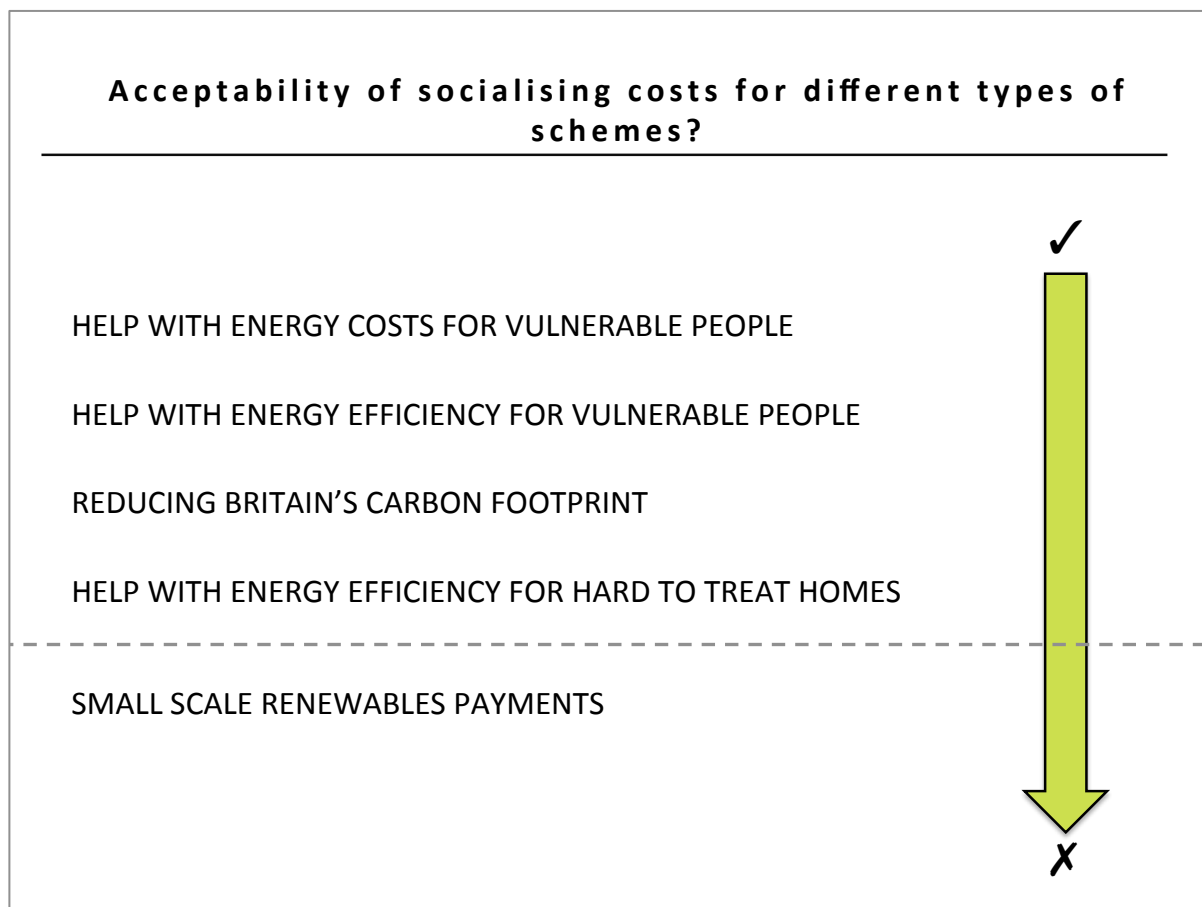 Acceptability of socialising costs for different types of
schemes?
✓
HELP WITH ENERGY COSTS FOR VULNERABLE PEOPLE
HELP WITH ENERGY EFFICIENCY FOR VULNERABLE PEOPLE
REDUCING BRITAIN’S CARBON FOOTPRINT
HELP WITH ENERGY EFFICIENCY FOR HARD TO TREAT HOMES
SMALL SCALE RENEWABLES PAYMENTS
✗